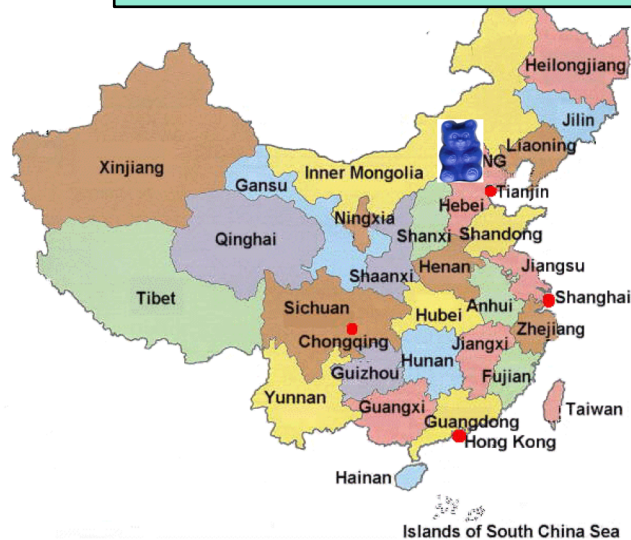 Heilongjiang
Jilin
Liaoning
NG
Xinjiang
Inner Mongolia
Gansu
Tianjin
Hebei
Ningxia
Shanxi
Shandong
Qinghai
Shaanxi
Henan
Jiangsu
Tibet
Sichuan
Anhui
Shanghai
Hubei
Chongqing
Zhejiang
Hunan
Jiangxi
Guizhou
Fujian
Yunnan
Guangxi
Taiwan
Guangdong
Hong Kong
Hainan
Islands of South China Sea